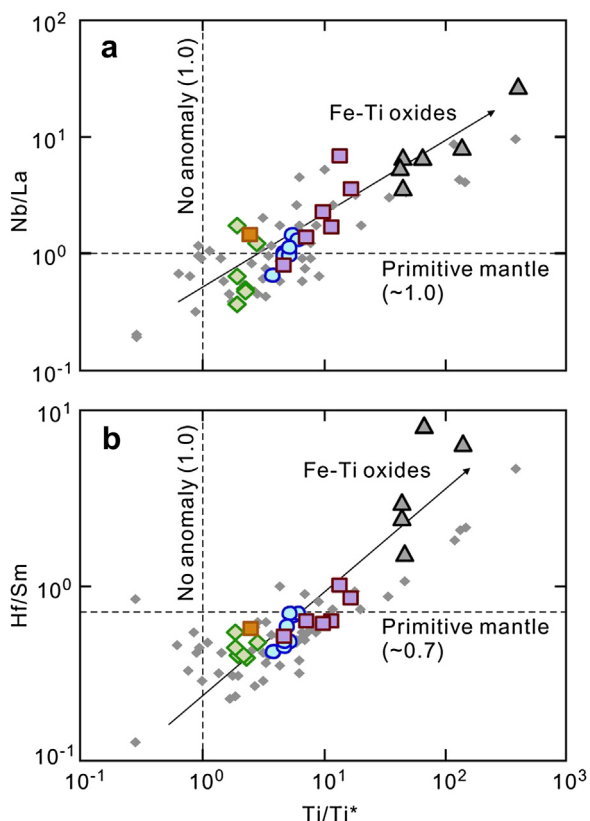 a
10²
10¹
10⁰
10⁻¹
Nb/La
No anomaly (1.0)
Fe-Ti oxides
Primitive mantle
(~1.0)
b
10¹
10⁰
10⁻¹
Hf/Sm
No anomaly (1.0)
Fe-Ti oxides
Primitive mantle
(~0.7)
10⁻¹ 10⁰ 10¹ 10² 10³
Ti/Ti*